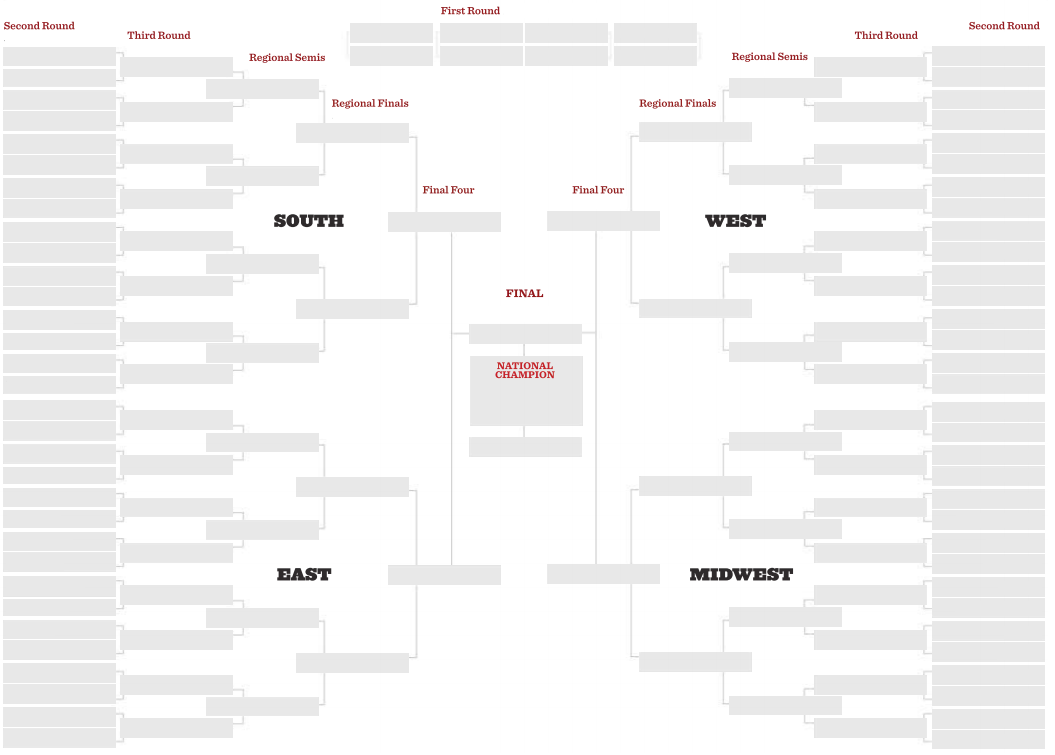 First Round
Second Round
Second Round
Third Round
Third Round
Regional Semis
Regional Semis
Regional Finals
Regional Finals
Final Four
Final Four
SOUTH
WEST
FINAL
NATIONAL
CHAMPION
EAST
MIDWEST